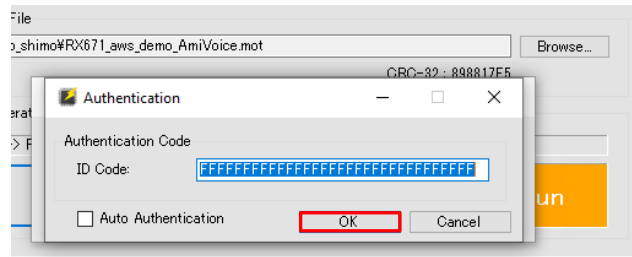 File
o_shimo¥RX671_aws_demo_AmiVoice.mot
Browse...
CRC-32 : 898817F5
Authentication
erat
Authentication Code
> F
ID Code:
FFFFFFFFFFFFFFFFFFFFFFFFFFFFFFFF
un
Auto Authentication
OK
Cancel